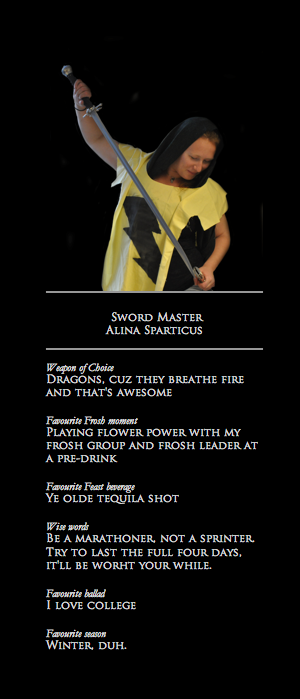 Sword Master
Alina Sparticus
Weapon of Choice
Dragons, cuz they breathe fire
and that's awesome
Favourite Frosh moment
Playing flower power with my
frosh group and frosh leader at
a pre-drink
Favourite Feast beverage
Ye olde tequila shot
Wise words
Be a marathoner, not a sprinter.
Try to last the full four days,
it'll be worht your while.
Favourite ballad
I love college
Favourite season
Winter, duh.